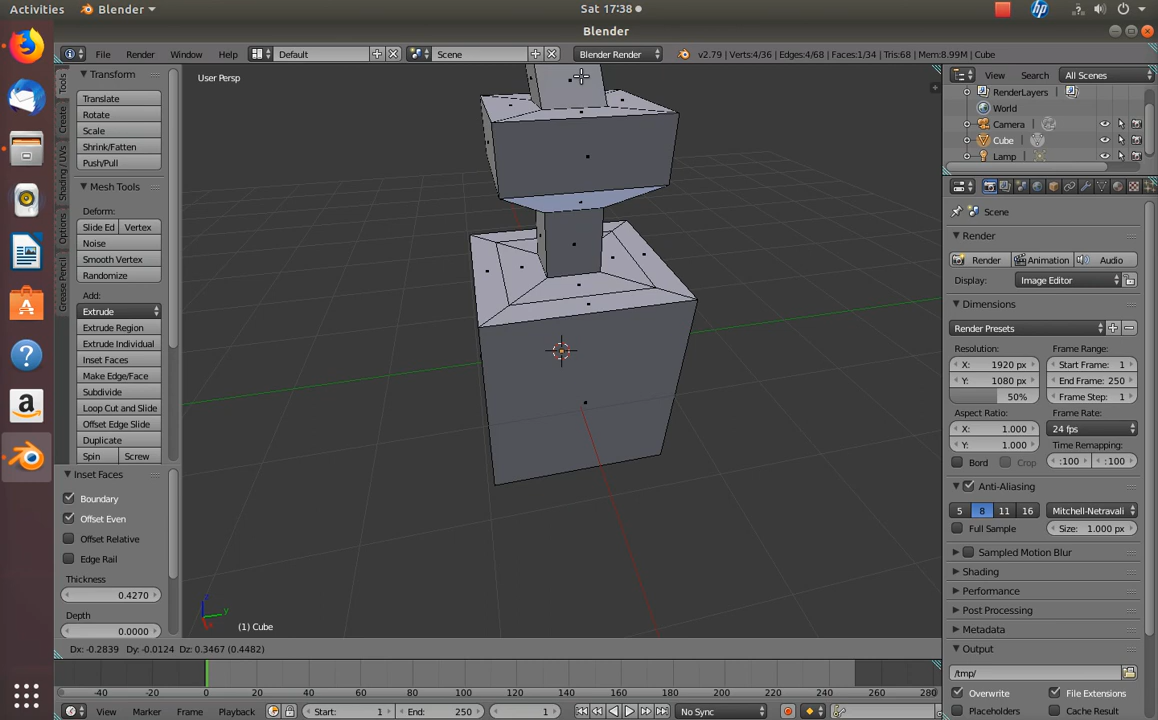 Activities
Blender
Sat 17:38
Blender
File
Render
Window
Help
Default
Scene
Blender Render
v2.79 | Verts:4/36 | Edges:4/68 | Faces:1/34 | Tris:68 | Mem:8.99M | Cube
Tools
Create
Shading / UVs
Options
Grease Pencil
Transform
Translate
Rotate
Scale
Shrink/Fatten
Push/Pull
Mesh Tools
Deform:
Slide Ed Vertex
Noise
Smooth Vertex
Randomize
Add:
Extrude
Extrude Region
Extrude Individual
Inset Faces
Make Edge/Face
Subdivide
Loop Cut and Slide
Offset Edge Slide
Duplicate
Spin Screw
Inset Faces
Boundary
Offset Even
Offset Relative
Edge Rail
Thickness
0.4270
Depth
0.0000
User Persp
(1) Cube
Dx: -0.2839 Dy: -0.0124 Dz: 0.3467 (0.4482)
-40 -20 0 20 40 60 80 100 120 140 160 180 200 220 240 260 280
View
Marker
Frame
Playback
Start: 1
End: 250
1
No Sync
View
Search
All Scenes
RenderLayers
World
Camera
Cube
Lamp
Scene
Render
Render
Animation
Audio
Display:
Image Editor
Dimensions
Render Presets
Resolution: Frame Range:
X: 1920 px Start Frame: 1
Y: 1080 px End Frame: 250
50% Frame Step: 1
Aspect Ratio: Frame Rate:
X: 1.000 24 fps
Y: 1.000 Time Remapping:
Bord Crop :100 :100
Anti-Aliasing
5 8 11 16 Mitchell-Netravali
Full Sample Size: 1.000 px
Sampled Motion Blur
Shading
Performance
Post Processing
Metadata
Output
/tmp/
Overwrite File Extensions
Placeholders Cache Result